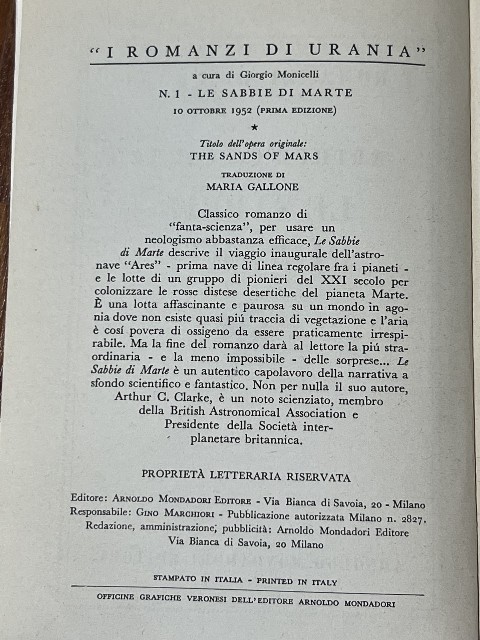 "I ROMANZI DI URANIA"
a cura di Giorgio Monicelli
N. 1 - LE SABBIE DI MARTE
10 OTTOBRE 1952 (PRIMA EDIZIONE)
★
Titolo dell'opera originale:
THE SANDS OF MARS
TRADUZIONE DI
MARIA GALLONE
Classico romanzo di
"fanta-scienza", per usare un
neologismo abbastanza efficace, Le Sabbie
di Marte descrive il viaggio inaugurale dell'astro-
nave "Ares" - prima nave di linea regolare fra i pianeti -
e le lotte di un gruppo di pionieri del XXI secolo per
colonizzare le rosse distese desertiche del pianeta Marte.
È una lotta affascinante e paurosa su un mondo in ago-
nia dove non esiste quasi piú traccia di vegetazione e l'aria
è cosí povera di ossigeno da essere praticamente irrespi-
rabile. Ma la fine del romanzo darà al lettore la piú stra-
ordinaria - e la meno impossibile - delle sorprese... Le
Sabbie di Marte è un autentico capolavoro della narrativa a
sfondo scientifico e fantastico. Non per nulla il suo autore,
Arthur C. Clarke, è un noto scienziato, membro
della British Astronomical Association e
Presidente della Società inter-
planetare britannica.
PROPRIETÀ LETTERARIA RISERVATA
Editore: ARNOLDO MONDADORI EDITORE - Via Bianca di Savoia, 20 - Milano
Responsabile: GINO MARCHIORI - Pubblicazione autorizzata Milano n. 2827.
Redazione, amministrazione, pubblicità: Arnoldo Mondadori Editore
Via Bianca di Savoia, 20 Milano
STAMPATO IN ITALIA - PRINTED IN ITALY
OFFICINE GRAFICHE VERONESI DELL'EDITORE ARNOLDO MONDADORI